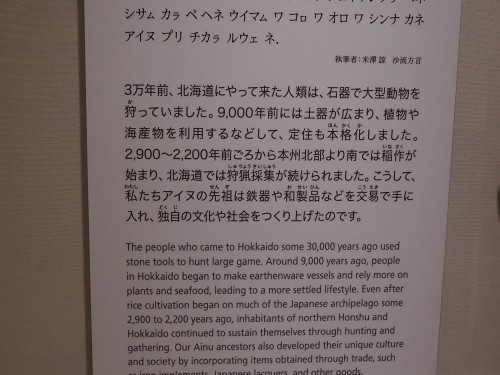 シサㇺ カㇻ ペ ヘネ ウイマㇺ ワ コㇿ ワ オㇿ ワ シンナ カネ
アイヌ プリ チカㇻ ルウェ ネ.
執筆者:米澤 諒 沙流方言
3万年前、北海道にやって来た人類は、石器で大型動物を
狩っていました。9,000年前には土器が広まり、植物や
海産物を利用するなどして、定住も本格化しました。
2,900〜2,200年前ごろから本州北部より南では稲作が
始まり、北海道では狩猟採集が続けられました。こうして、
私たちアイヌの先祖は鉄器や和製品などを交易で手に
入れ、独自の文化や社会をつくり上げたのです。
The people who came to Hokkaido some 30,000 years ago used
stone tools to hunt large game. Around 9,000 years ago, people
in Hokkaido began to make earthenware vessels and rely more on
plants and seafood, leading to a more settled lifestyle. Even after
rice cultivation began on much of the Japanese archipelago some
2,900 to 2,200 years ago, inhabitants of northern Honshu and
Hokkaido continued to sustain themselves through hunting and
gathering. Our Ainu ancestors also developed their unique culture
and society by incorporating items obtained through trade, such
as iron implements, Japanese lacquers, and other goods.